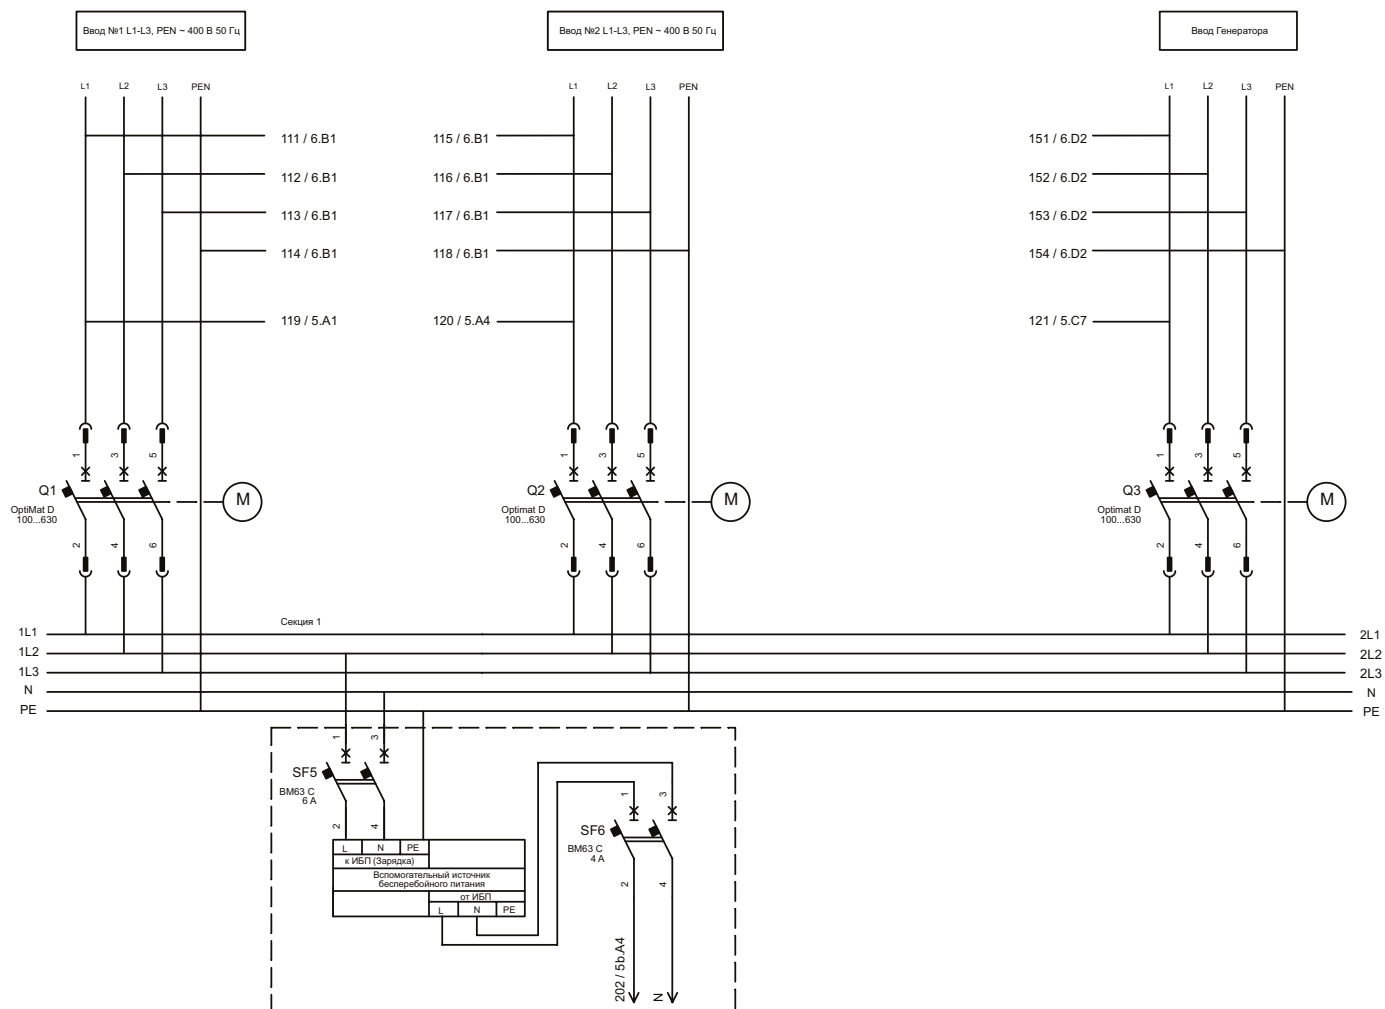 Ввод №1 L1-L3, PEN ~ 400 В 50 Гц
Ввод №2 L1-L3, PEN ~ 400 В 50 Гц
Ввод Генератора
L1 L2 L3 PEN
L1 L2 L3 PEN
L1 L2 L3 PEN
111 / 6.B1
115 / 6.B1
151 / 6.D2
112 / 6.B1
116 / 6.B1
152 / 6.D2
113 / 6.B1
117 / 6.B1
153 / 6.D2
114 / 6.B1
118 / 6.B1
154 / 6.D2
119 / 5.A1
120 / 5.A4
121 / 5.C7
1 3 5
1 3 5
1 3 5
Q1
M
Q2
M
Q3
M
OptiMat D
100...630
Optimat D
100...630
Optimat D
100...630
2 4 6
2 4 6
2 4 6
Секция 1
1L1
2L1
1L2
2L2
1L3
2L3
N
N
PE
PE
1 3
SF5
BM63 C
6 A
2 4
1 3
SF6
BM63 C
4 A
2 4
L N PE
к ИБП (Зарядка)
Вспомогательный источник
бесперебойного питания
от ИБП
L N PE
202 / 5b.A4
N